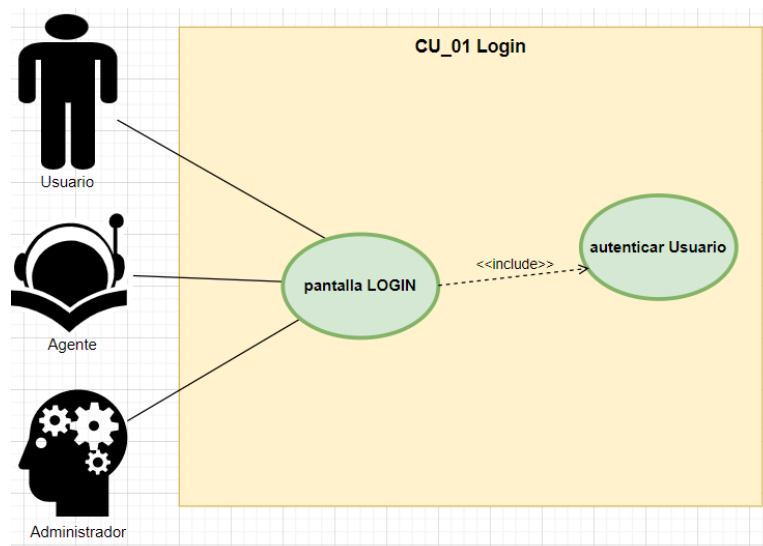 CU_01 Login
Usuario
autenticar Usuario
<<include>>
pantalla LOGIN
Agente
Administrador